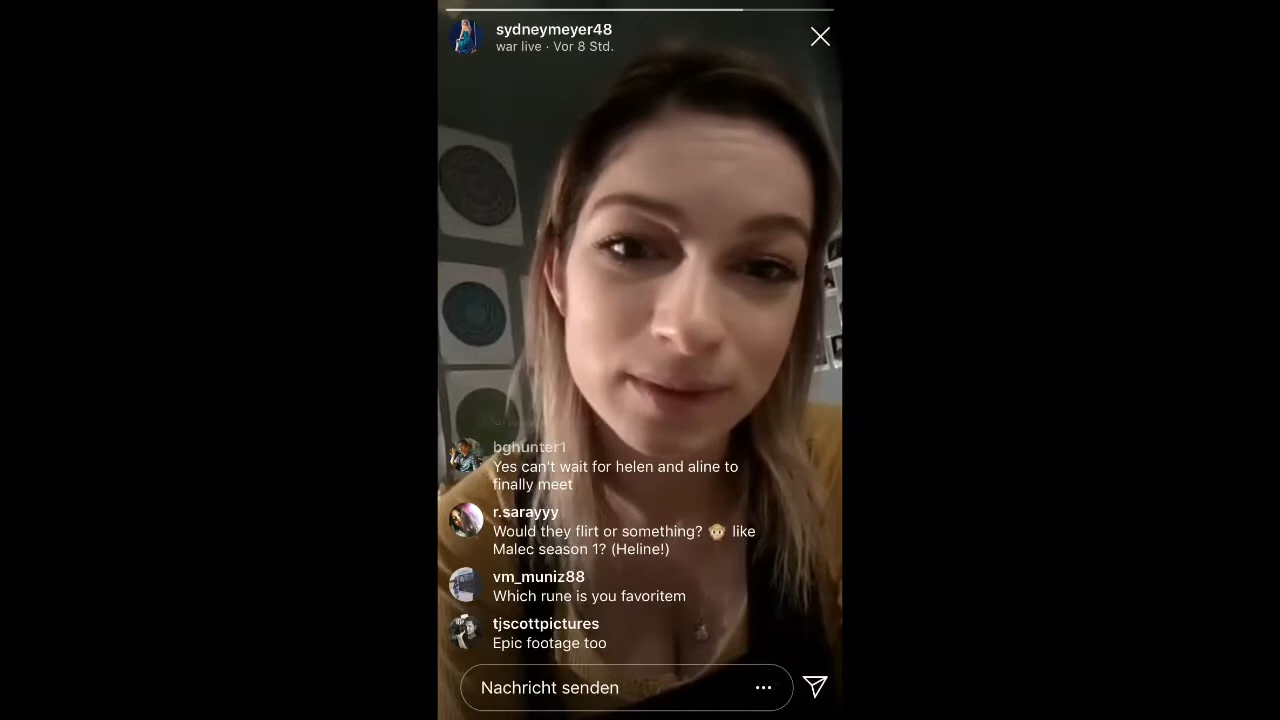 sydneymeyer48
war live · Vor 8 Std.
bghunter1
Yes can't wait for helen and aline to
finally meet
r.sarayyy
Would they flirt or something? 🐵 like
Malec season 1? (Heline!)
vm_muniz88
Which rune is you favoritem
tjscottpictures
Epic footage too
Nachricht senden